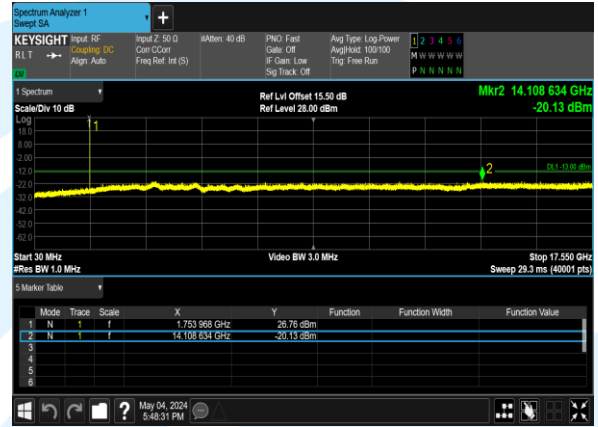 Spectrum Analyzer 1
Swept SA
+
KEYSIGHT Input: RF Input Z: 50 Ω #Atten: 40 dB PNO: Fast Avg Type: Log-Power 1 2 3 4 5 6
R L T Coupling: DC Corr CCorr Gate: Off Avg|Hold: 100/100 M W W W W W
Align: Auto Freq Ref: Int (S) IF Gain: Low Trig: Free Run
Sig Track: Off P N N N N N
1 Spectrum Ref Lvl Offset 15.50 dB Mkr2 14.108 634 GHz
Scale/Div 10 dB Ref Level 28.00 dBm -20.13 dBm
Log
1
18.0
8.00
-2.00
-12.0
2
DL1 -13.00 dBm
-22.0
-32.0
-42.0
-52.0
-62.0
Start 30 MHz Video BW 3.0 MHz Stop 17.550 GHz
#Res BW 1.0 MHz Sweep 29.3 ms (40001 pts)
5 Marker Table
Mode Trace Scale X Y Function Function Width Function Value
1 N 1 f 1.753 968 GHz 26.76 dBm
2 N 1 f 14.108 634 GHz -20.13 dBm
3
4
5
6
? May 04, 2024
5:48:31 PM